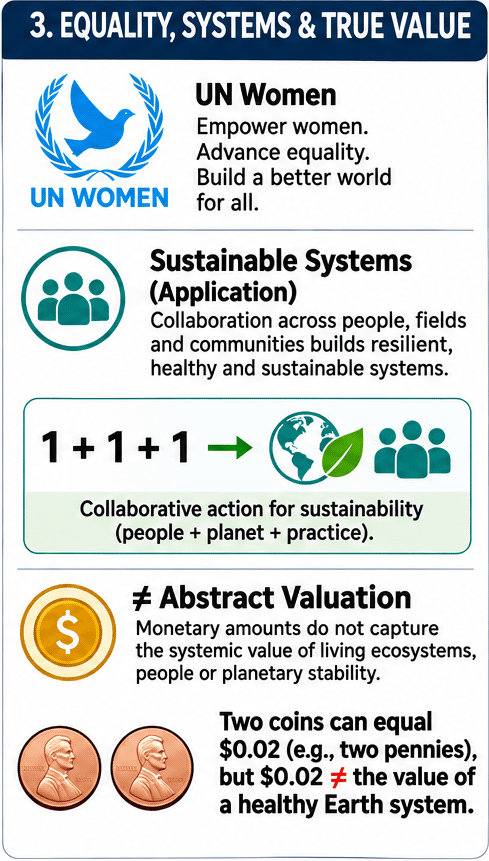 3. EQUALITY, SYSTEMS & TRUE VALUE
UN WOMEN
UN Women
Empower women.
Advance equality.
Build a better world
for all.
Sustainable Systems
(Application)
Collaboration across people, fields
and communities builds resilient,
healthy and sustainable systems.
1 + 1 + 1 →
Collaborative action for sustainability
(people + planet + practice).
$
≠ Abstract Valuation
Monetary amounts do not capture
the systemic value of living ecosystems,
people or planetary stability.
Two coins can equal
$0.02 (e.g., two pennies),
but $0.02 ≠ the value of
a healthy Earth system.